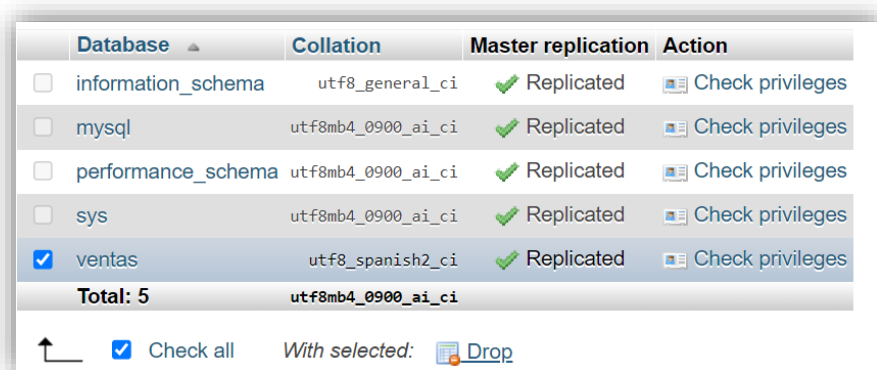 Database Collation Master replication Action
information_schema utf8_general_ci Replicated Check privileges
mysql utf8mb4_0900_ai_ci Replicated Check privileges
performance_schema utf8mb4_0900_ai_ci Replicated Check privileges
sys utf8mb4_0900_ai_ci Replicated Check privileges
ventas utf8_spanish2_ci Replicated Check privileges
Total: 5 utf8mb4_0900_ai_ci
Check all With selected: Drop